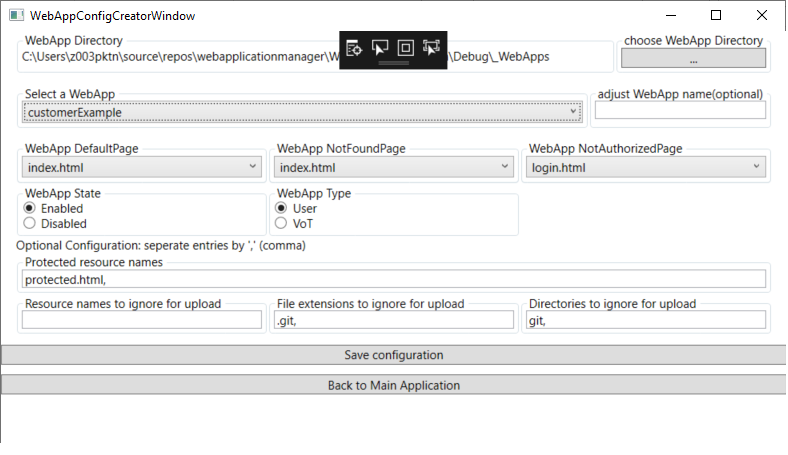 WebAppConfigCreatorWindow
WebApp Directory
choose WebApp Directory
C:\Users\z003pktn\source\repos\webapplicationmanager\W \Debug\_WebApps
...
Select a WebApp
adjust WebApp name(optional)
customerExample
WebApp DefaultPage
WebApp NotFoundPage
WebApp NotAuthorizedPage
index.html
index.html
login.html
WebApp State
WebApp Type
Enabled
User
Disabled
VoT
Optional Configuration: seperate entries by ',' (comma)
Protected resource names
protected.html,
Resource names to ignore for upload
File extensions to ignore for upload
Directories to ignore for upload
.git,
git,
Save configuration
Back to Main Application